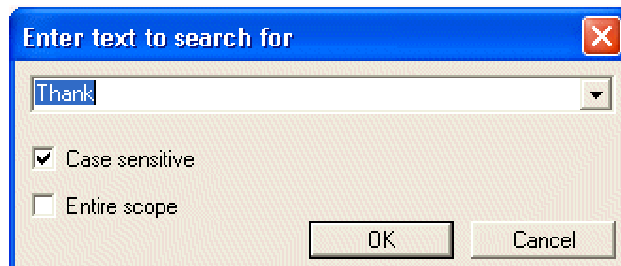 Enter text to search for
Thank
Case sensitive
Entire scope
OK Cancel